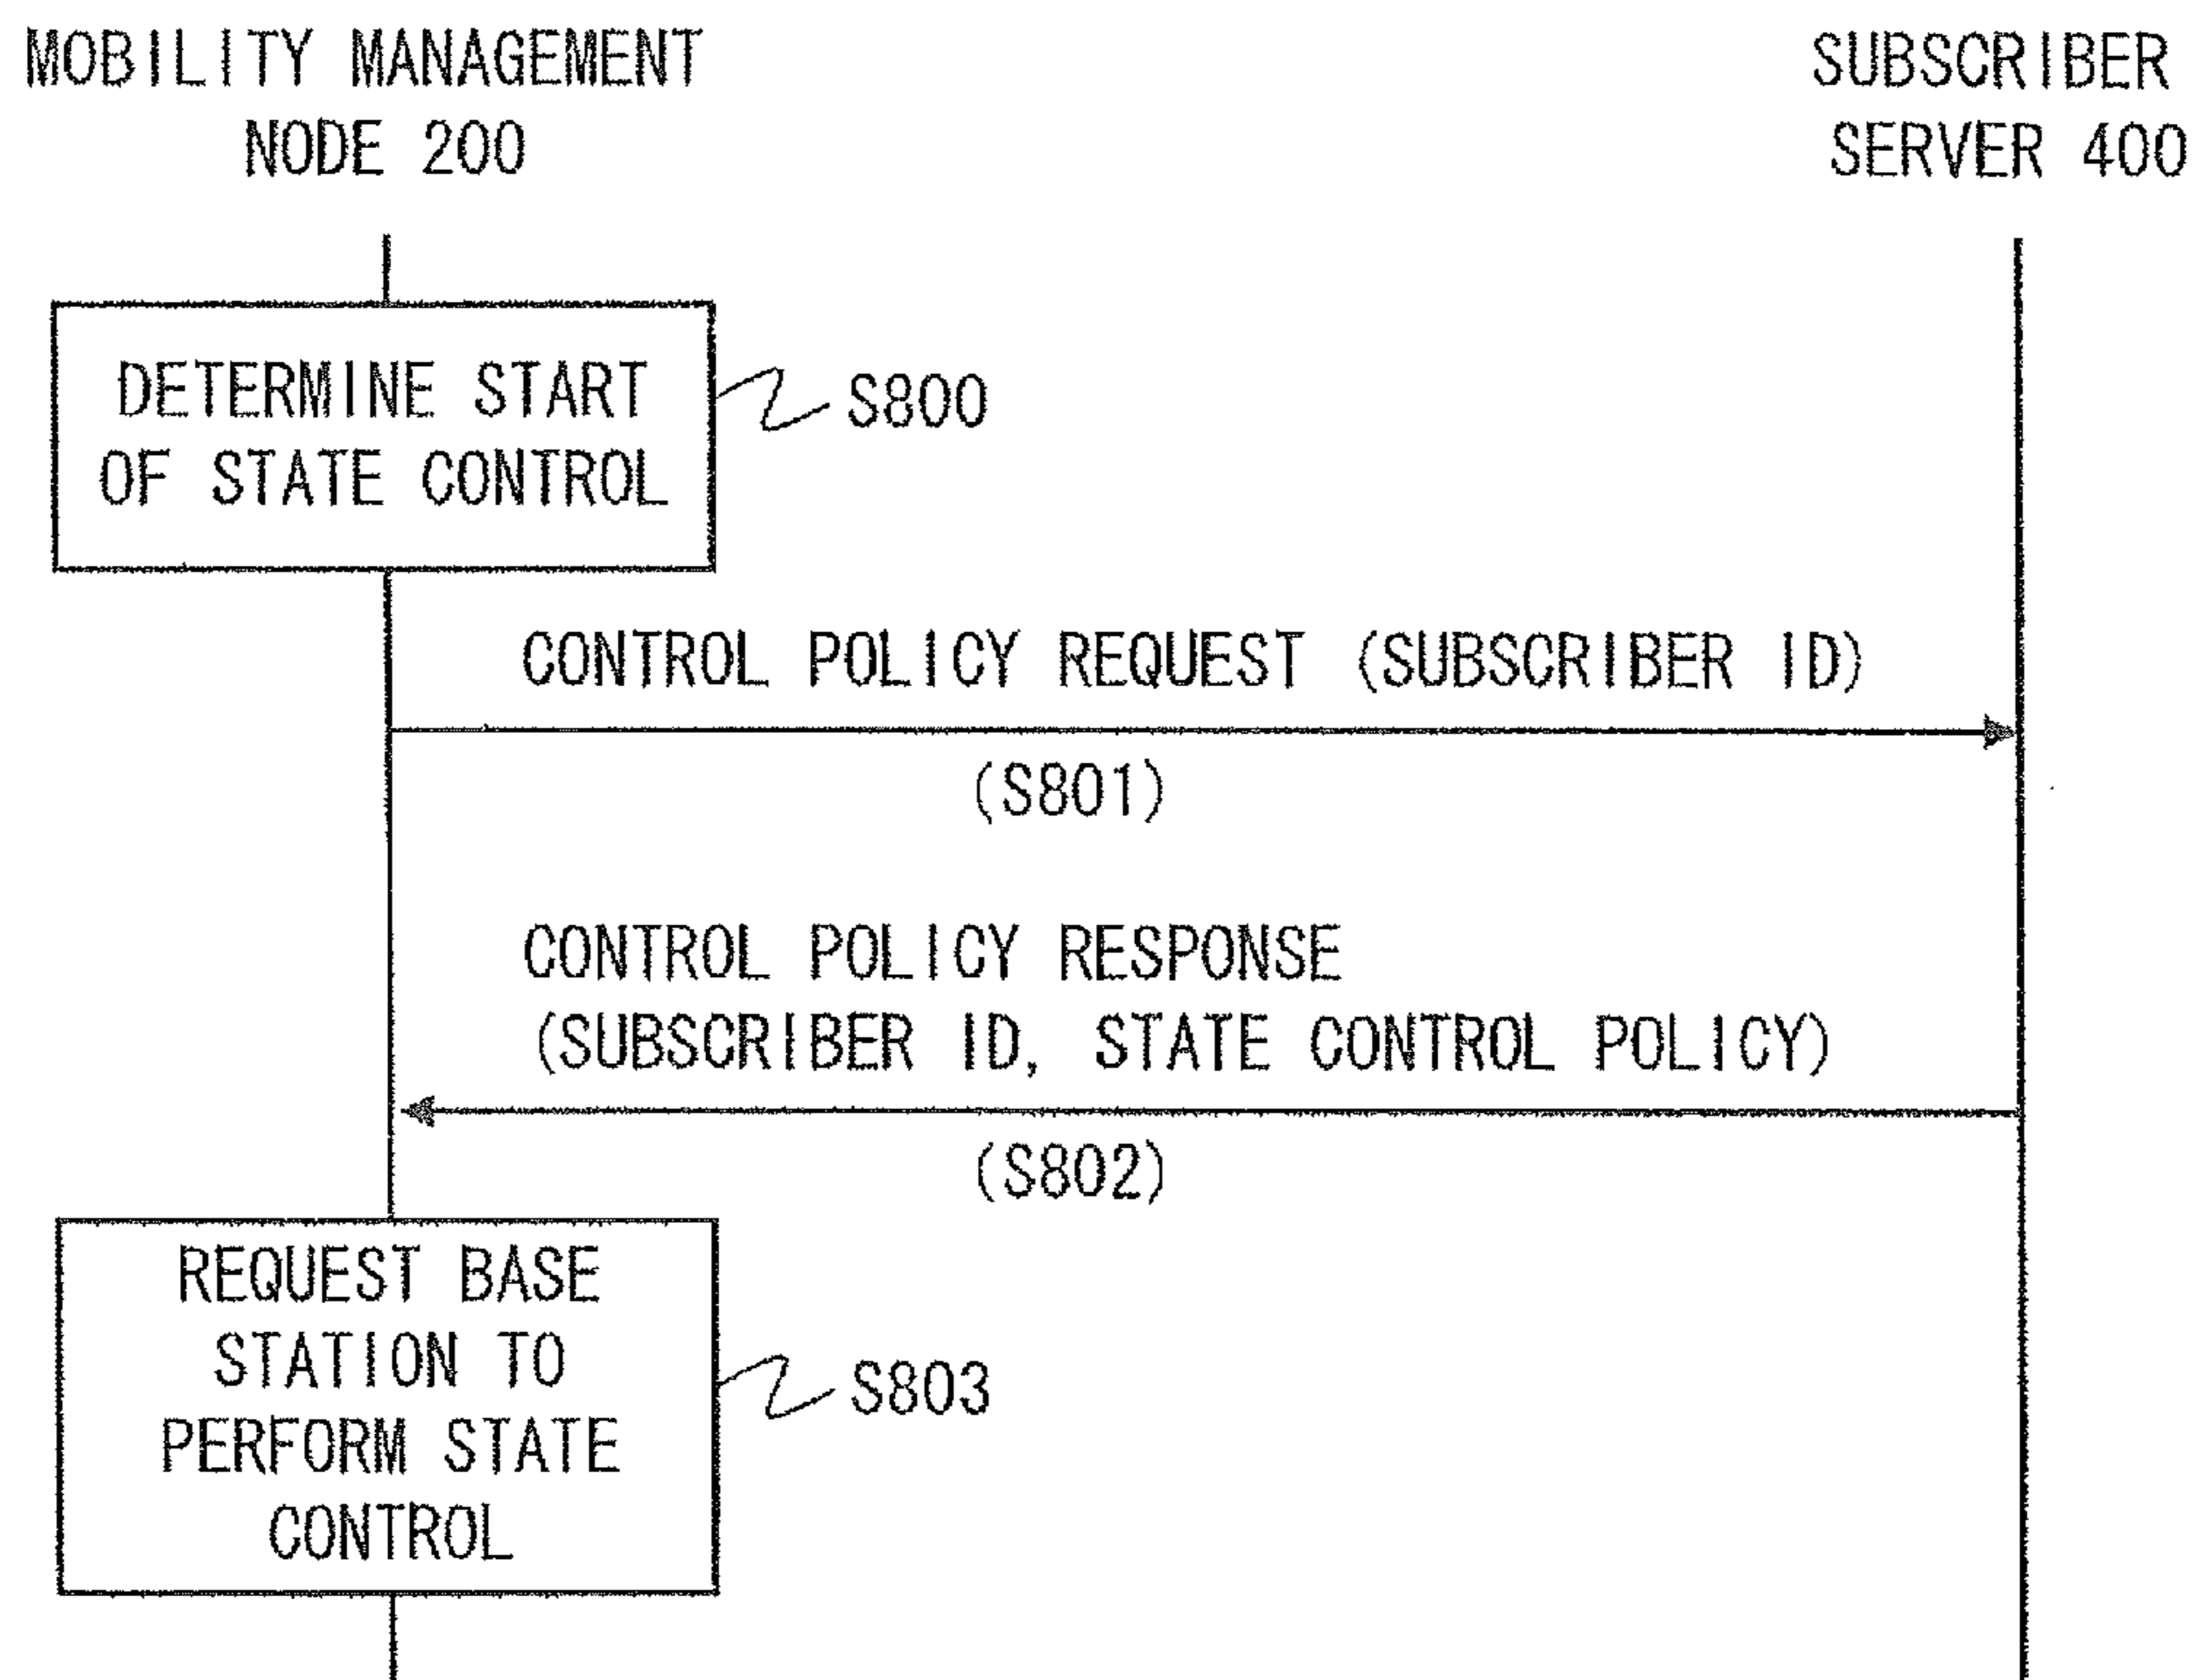 MOBILITY MANAGEMENT
NODE 200
SUBSCRIBER
SERVER 400
DETERMINE START
OF STATE CONTROL
S800
CONTROL POLICY REQUEST (SUBSCRIBER ID)
(S801)
CONTROL POLICY RESPONSE
(SUBSCRIBER ID, STATE CONTROL POLICY)
(S802)
REQUEST BASE
STATION TO
PERFORM STATE
CONTROL
S803